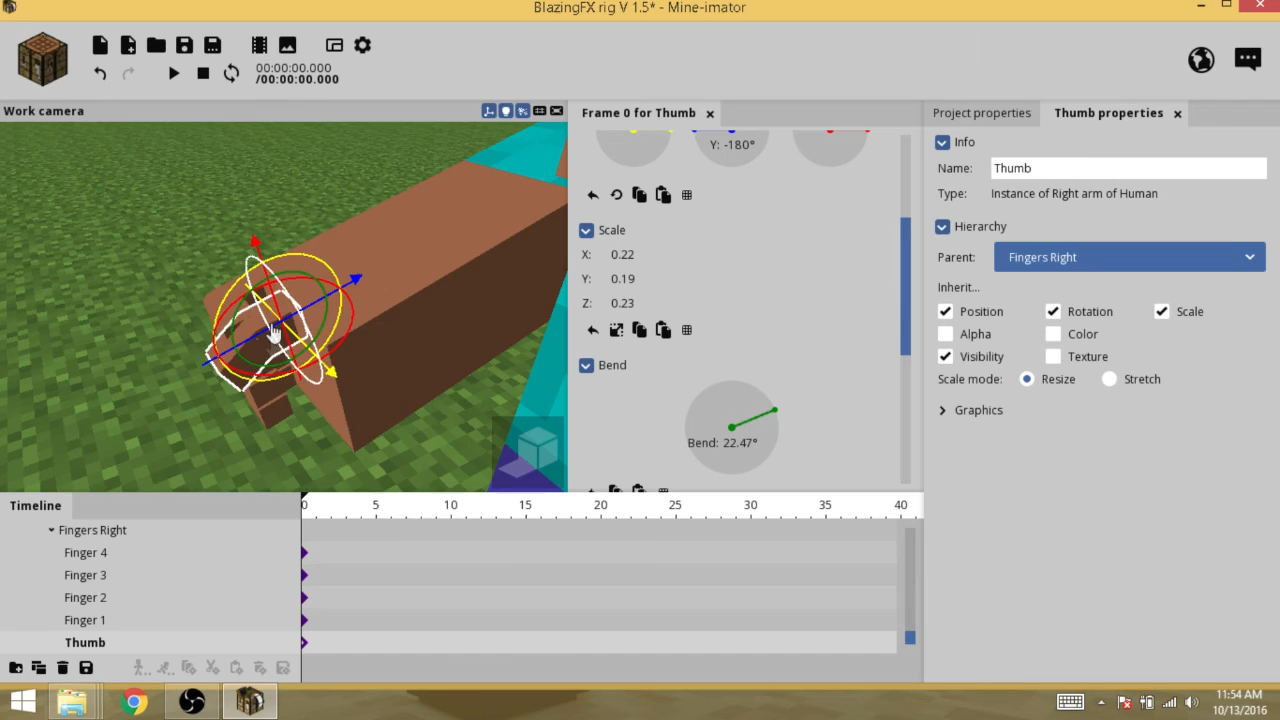 BlazingFX rig V 1.5* - Mine-imator
00:00:00.000
/00:00:00.000
Work camera
Frame 0 for Thumb
Y: -180°
Scale
X: 0.22
Y: 0.19
Z: 0.23
Bend
Bend: 22.47°
Project properties
Thumb properties
Info
Name: Thumb
Type: Instance of Right arm of Human
Hierarchy
Parent: Fingers Right
Inherit...
Position Rotation Scale
Alpha Color
Visibility Texture
Scale mode: Resize Stretch
Graphics
Timeline
0 5 10 15 20 25 30 35 40
Fingers Right
Finger 4
Finger 3
Finger 2
Finger 1
Thumb
11:54 AM
10/13/2016